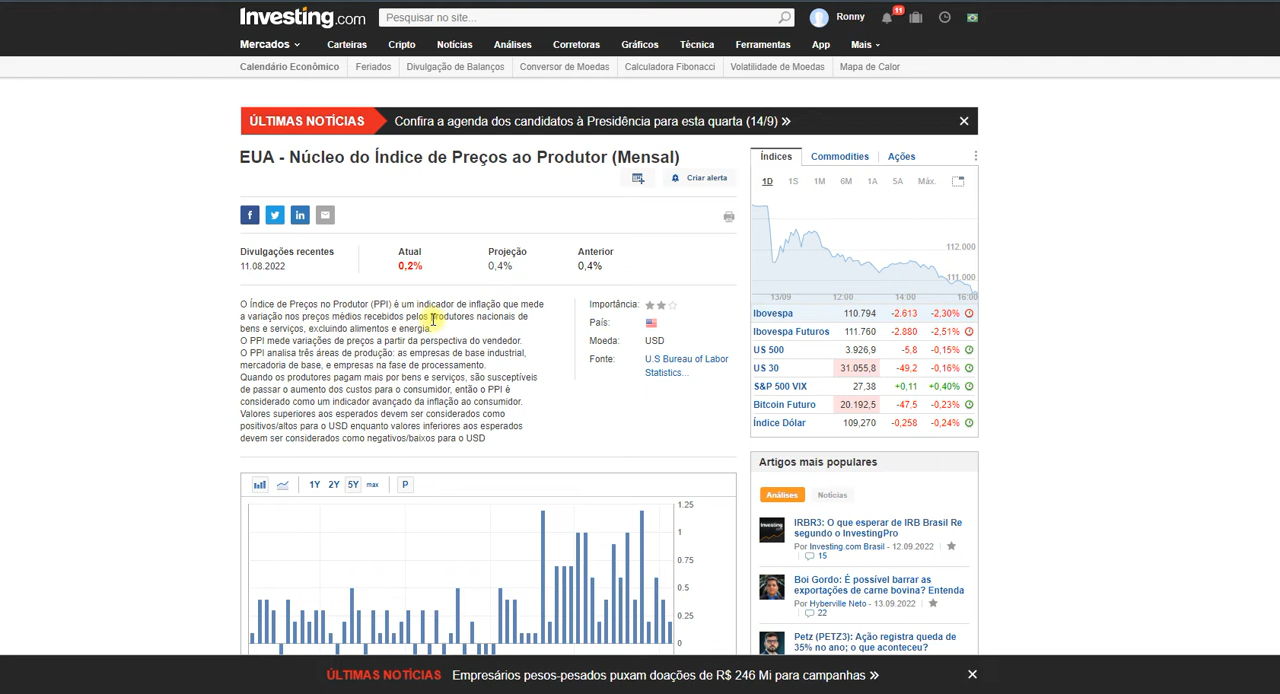 Investing.com
Pesquisar no site...
Ronny
11
Mercados
Carteiras
Cripto
Notícias
Análises
Corretoras
Gráficos
Técnica
Ferramentas
App
Mais
Calendário Econômico
Feriados
Divulgação de Balanços
Conversor de Moedas
Calculadora Fibonacci
Volatilidade de Moedas
Mapa de Calor
ÚLTIMAS NOTÍCIAS
Confira a agenda dos candidatos à Presidência para esta quarta (14/9) »
EUA - Núcleo do Índice de Preços ao Produtor (Mensal)
Criar alerta
Divulgações recentes
11.08.2022
Atual
0,2%
Projeção
0,4%
Anterior
0,4%
O Índice de Preços no Produtor (PPI) é um indicador de inflação que mede
a variação nos preços médios recebidos pelos produtores nacionais de
bens e serviços, excluindo alimentos e energia.
O PPI mede variações de preços a partir da perspectiva do vendedor.
O PPI analisa três áreas de produção: as empresas de base industrial,
mercadoria de base, e empresas na fase de processamento.
Quando os produtores pagam mais por bens e serviços, são susceptíveis
de passar o aumento dos custos para o consumidor, então o PPI é
considerado como um indicador avançado da inflação ao consumidor.
Valores superiores aos esperados devem ser considerados como
positivos/altos para o USD enquanto valores inferiores aos esperados
devem ser considerados como negativos/baixos para o USD
Importância:
País:
Moeda: USD
Fonte: U.S Bureau of Labor
Statistics...
1Y 2Y 5Y max P
1.25
1
0.75
0.5
0.25
0
Índices
Commodities
Ações
1D 1S 1M 6M 1A 5A Máx.
112.000
111.000
13/09 12:00 14:00 16:00
Ibovespa 110.794 -2.613 -2,30%
Ibovespa Futuros 111.760 -2.880 -2,51%
US 500 3.926,9 -5,8 -0,15%
US 30 31.055,8 -49,2 -0,16%
S&P 500 VIX 27,38 +0,11 +0,40%
Bitcoin Futuro 20.192,5 -47,5 -0,23%
Índice Dólar 109,270 -0,258 -0,24%
Artigos mais populares
Análises
Notícias
Investing.com
IRBR3: O que esperar de IRB Brasil Re
segundo o InvestingPro
Por Investing.com Brasil - 12.09.2022
15
Boi Gordo: É possível barrar as
exportações de carne bovina? Entenda
Por Hyberville Neto - 13.09.2022
22
Petz (PETZ3): Ação registra queda de
35% no ano; o que aconteceu?
ÚLTIMAS NOTÍCIAS
Empresários pesos-pesados puxam doações de R$ 246 Mi para campanhas »